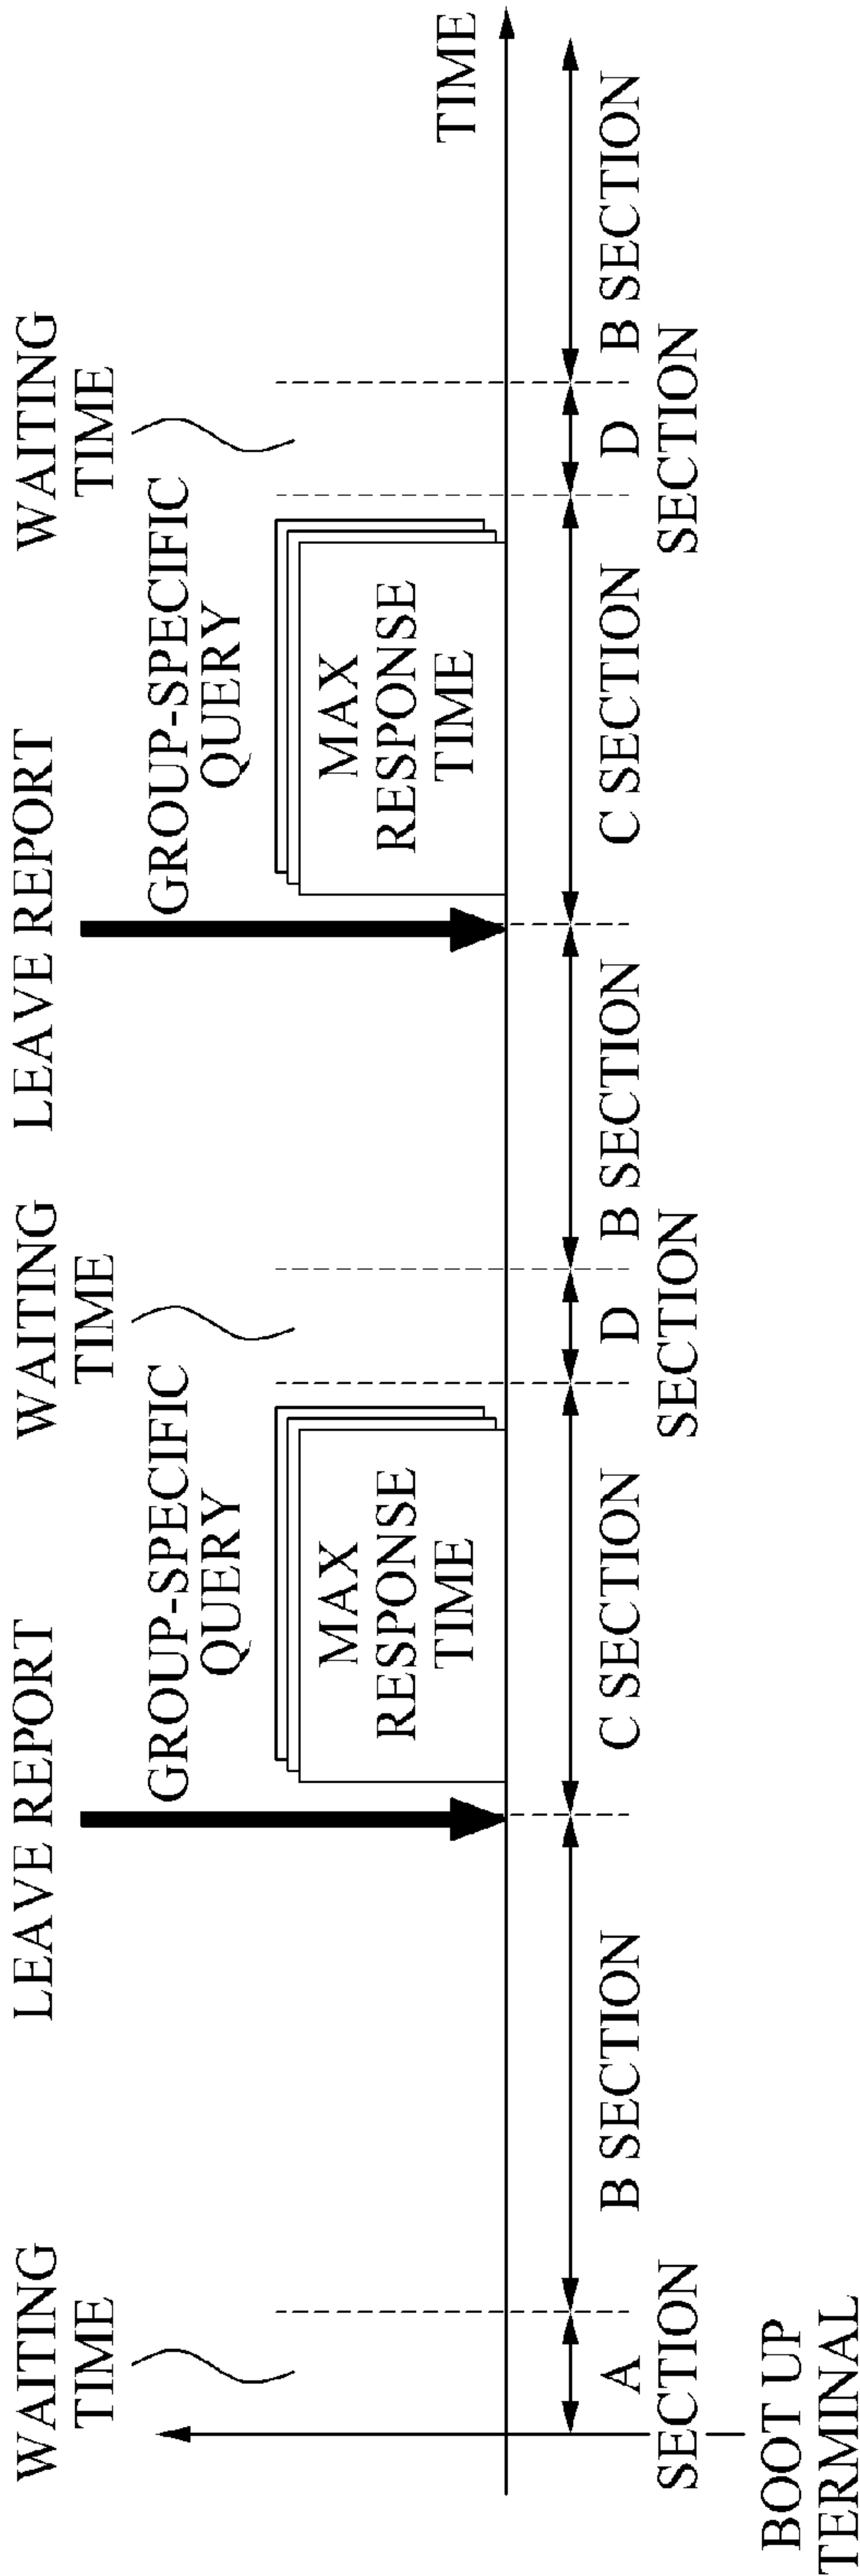 WAITING
TIME
LEAVE REPORT
GROUP-SPECIFIC
QUERY
MAX
RESPONSE
TIME
WAITING
TIME
LEAVE REPORT
GROUP-SPECIFIC
QUERY
MAX
RESPONSE
TIME
WAITING
TIME
TIME
A
SECTION
B SECTION
C SECTION
D
SECTION
B SECTION
C SECTION
D
SECTION
B SECTION
BOOT UP
TERMINAL